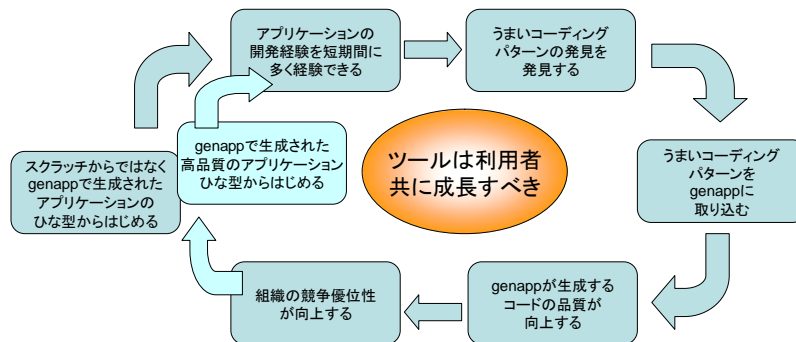 アプリケーションの
開発経験を短期間に
多く経験できる
うまいコーディング
パターンの発見を
発見する
うまいコーディング
パターンを
genappに
取り込む
genappが生成する
コードの品質が
向上する
組織の競争優位性
が向上する
genappで生成された
高品質のアプリケーション
ひな型からはじめる
スクラッチからではなく
genappで生成された
アプリケーションの
ひな型からはじめる
ツールは利用者
共に成長すべき